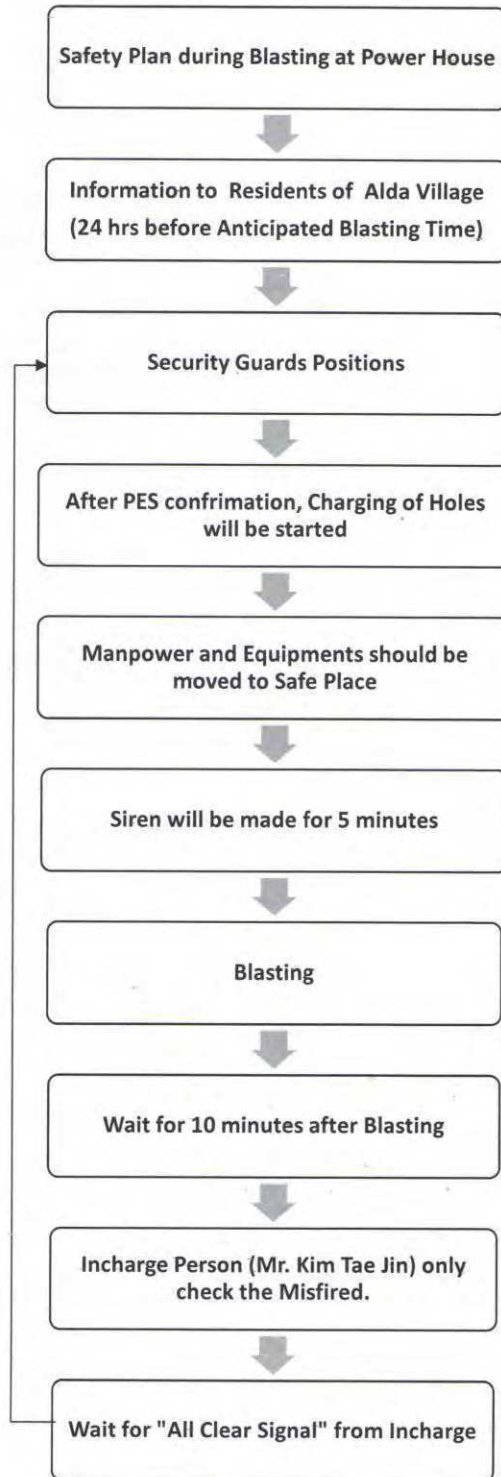 Safety Plan during Blasting at Power House
Information to Residents of Alda Village
(24 hrs before Anticipated Blasting Time)
Security Guards Positions
After PES confrimation, Charging of Holes
will be started
Manpower and Equipments should be
moved to Safe Place
Siren will be made for 5 minutes
Blasting
Wait for 10 minutes after Blasting
Incharge Person (Mr. Kim Tae Jin) only
check the Misfired.
Wait for "All Clear Signal" from Incharge